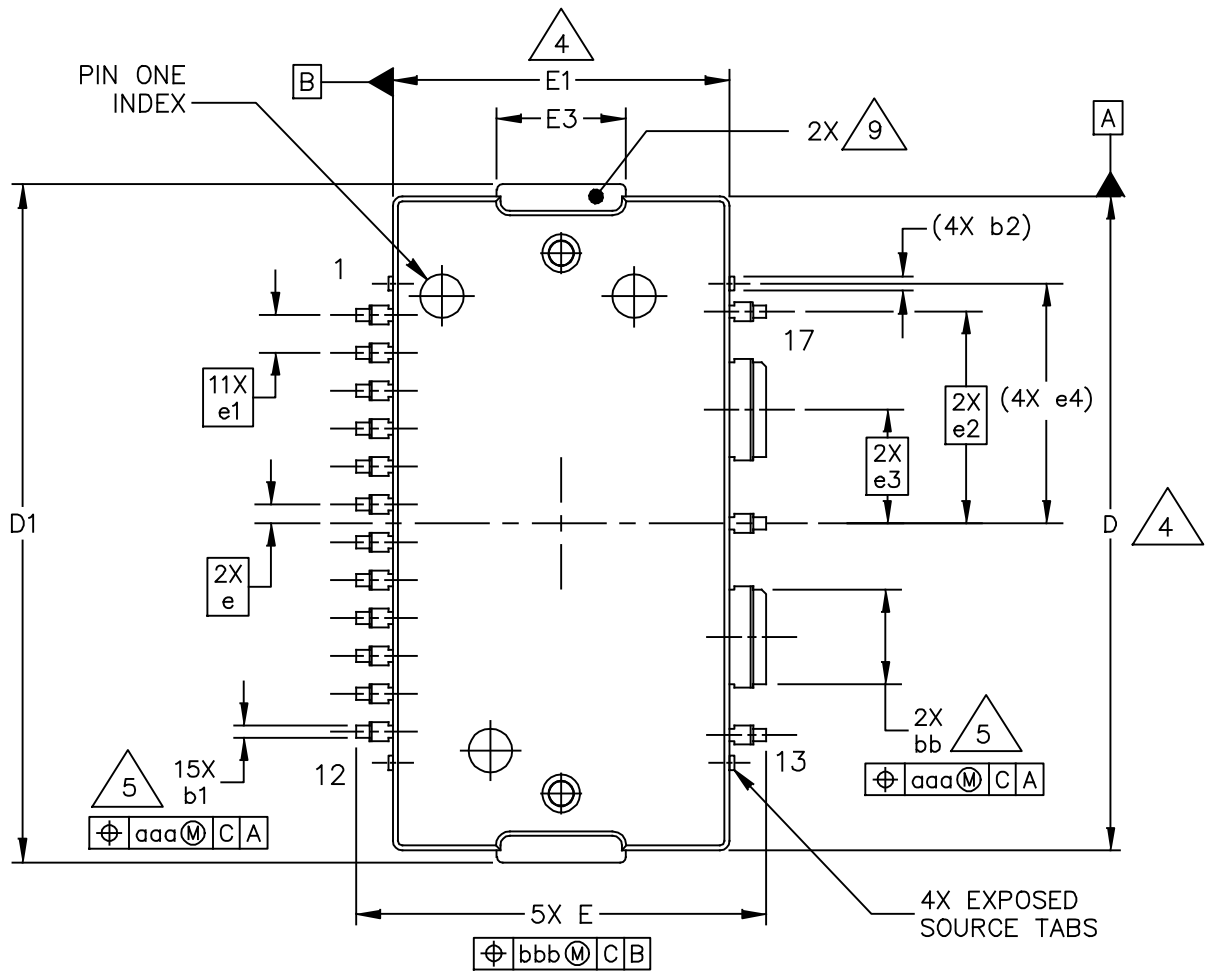 4
PIN ONE
INDEX
B
E1
E3
2X 9
A
(4X b2)
1
17
11X
e1
2X
e2
(4X e4)
2X
e3
D1
D
4
2X
e
2X
bb
5
5
15X
b1
12
13
⌖ aaa Ⓜ C A
⌖ aaa Ⓜ C A
5X E
4X EXPOSED
SOURCE TABS
⌖ bbb Ⓜ C B